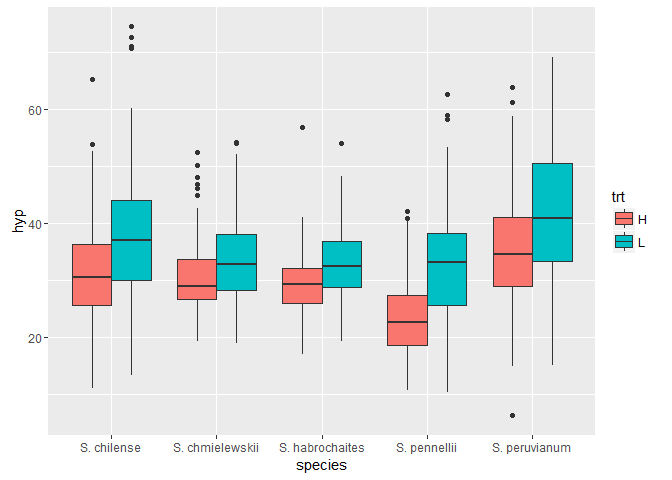 60
40
20
hyp
S. chilense
S. chmielewskii
S. habrochaites
S. pennellii
S. peruvianum
species
trt
H
L